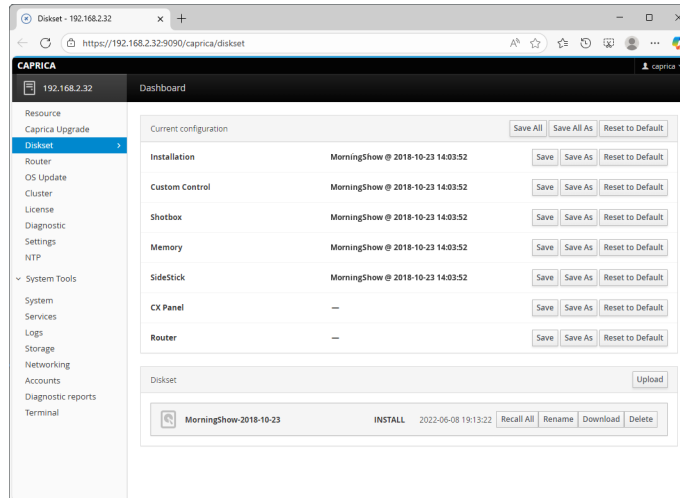 Diskset - 192.168.2.32
https://192.168.2.32:9090/caprica/diskset
CAPRICA
caprica
192.168.2.32
Dashboard
Resource
Caprica Upgrade
Diskset
Router
OS Update
Cluster
License
Diagnostic
Settings
NTP
System Tools
System
Services
Logs
Storage
Networking
Accounts
Diagnostic reports
Terminal
Current configuration Save All Save All As Reset to Default
Installation MorningShow @ 2018-10-23 14:03:52 Save Save As Reset to Default
Custom Control MorningShow @ 2018-10-23 14:03:52 Save Save As Reset to Default
Shotbox MorningShow @ 2018-10-23 14:03:52 Save Save As Reset to Default
Memory MorningShow @ 2018-10-23 14:03:52 Save Save As Reset to Default
SideStick MorningShow @ 2018-10-23 14:03:52 Save Save As Reset to Default
CX Panel — Save Save As Reset to Default
Router — Save Save As Reset to Default
Diskset Upload
MorningShow-2018-10-23 INSTALL 2022-06-08 19:13:22 Recall All Rename Download Delete